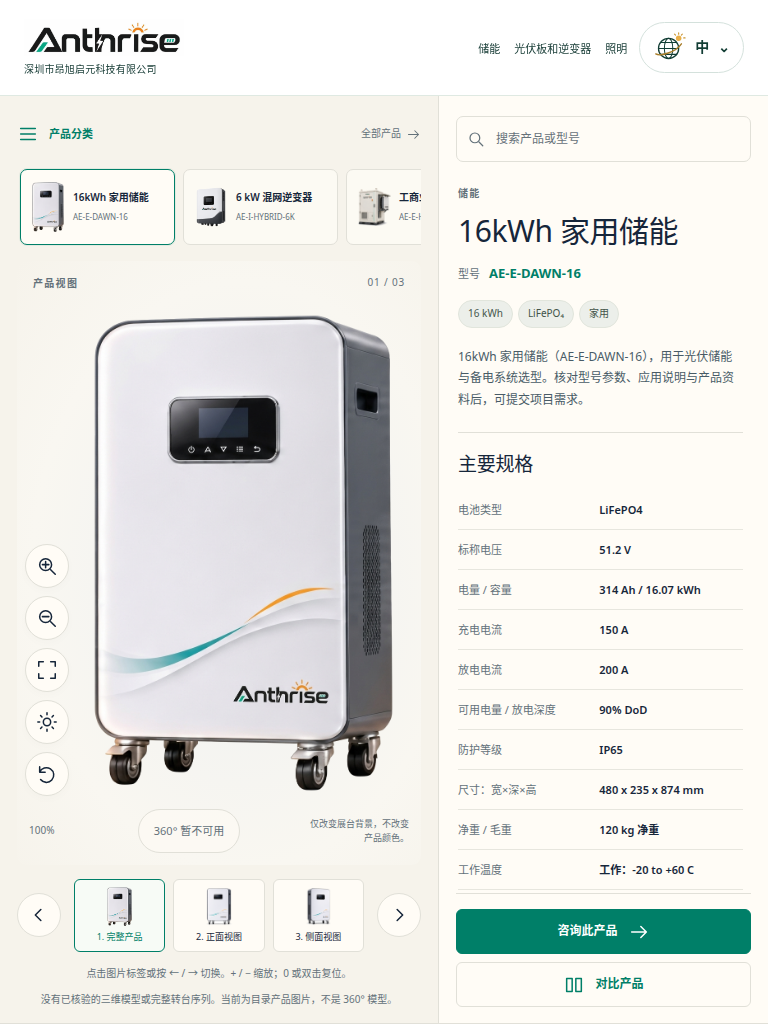 Anthrise
深圳市昂旭启元科技有限公司
储能 光伏板和逆变器 照明 中
产品分类
全部产品 →
16kWh 家用储能
AE-E-DAWN-16
6 kW 混网逆变器
AE-I-HYBRID-6K
产品视图
01 / 03
Anthrise
100%
360° 暂不可用
仅改变展台背景，不改变
产品颜色。
1. 完整产品
2. 正面视图
3. 侧面视图
点击图片标签或按 ← / → 切换。+ / − 缩放；0 或双击复位。
没有已核验的三维模型或完整转台序列。当前为目录产品图片，不是 360° 模型。
搜索产品或型号
储能
16kWh 家用储能
型号 AE-E-DAWN-16
16 kWh LiFePO₄ 家用
16kWh 家用储能（AE-E-DAWN-16），用于光伏储能
与备电系统选型。核对型号参数、应用说明与产品资
料后，可提交项目需求。
主要规格
电池类型 LiFePO4
标称电压 51.2 V
电量 / 容量 314 Ah / 16.07 kWh
充电电流 150 A
放电电流 200 A
可用电量 / 放电深度 90% DoD
防护等级 IP65
尺寸：宽×深×高 480 x 235 x 874 mm
净重 / 毛重 120 kg 净重
工作温度 工作：-20 to +60 C
咨询此产品 →
对比产品